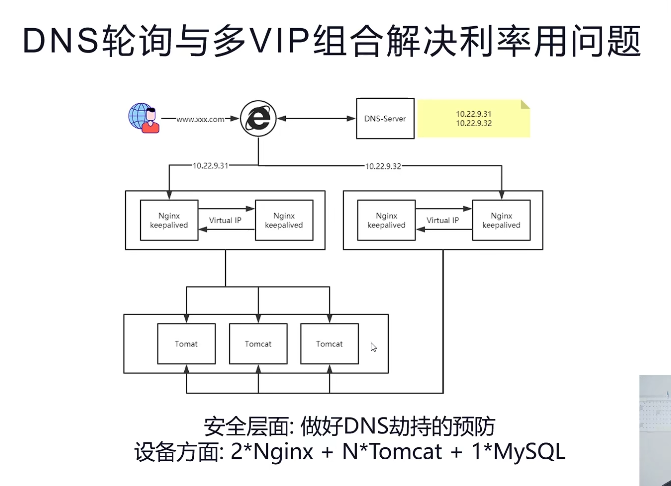 DNS轮询与多VIP组合解决利率用问题
www.xxx.com
DNS-Server
10.22.9.31
10.22.9.32
10.22.9.31
10.22.9.32
Nginx
keepalived
Virtual IP
Nginx
keepalived
Nginx
keepalived
Virtual IP
Nginx
keepalived
Tomat
Tomcat
Tomcat
安全层面: 做好DNS劫持的预防
设备方面: 2*Nginx + N*Tomcat + 1*MySQL